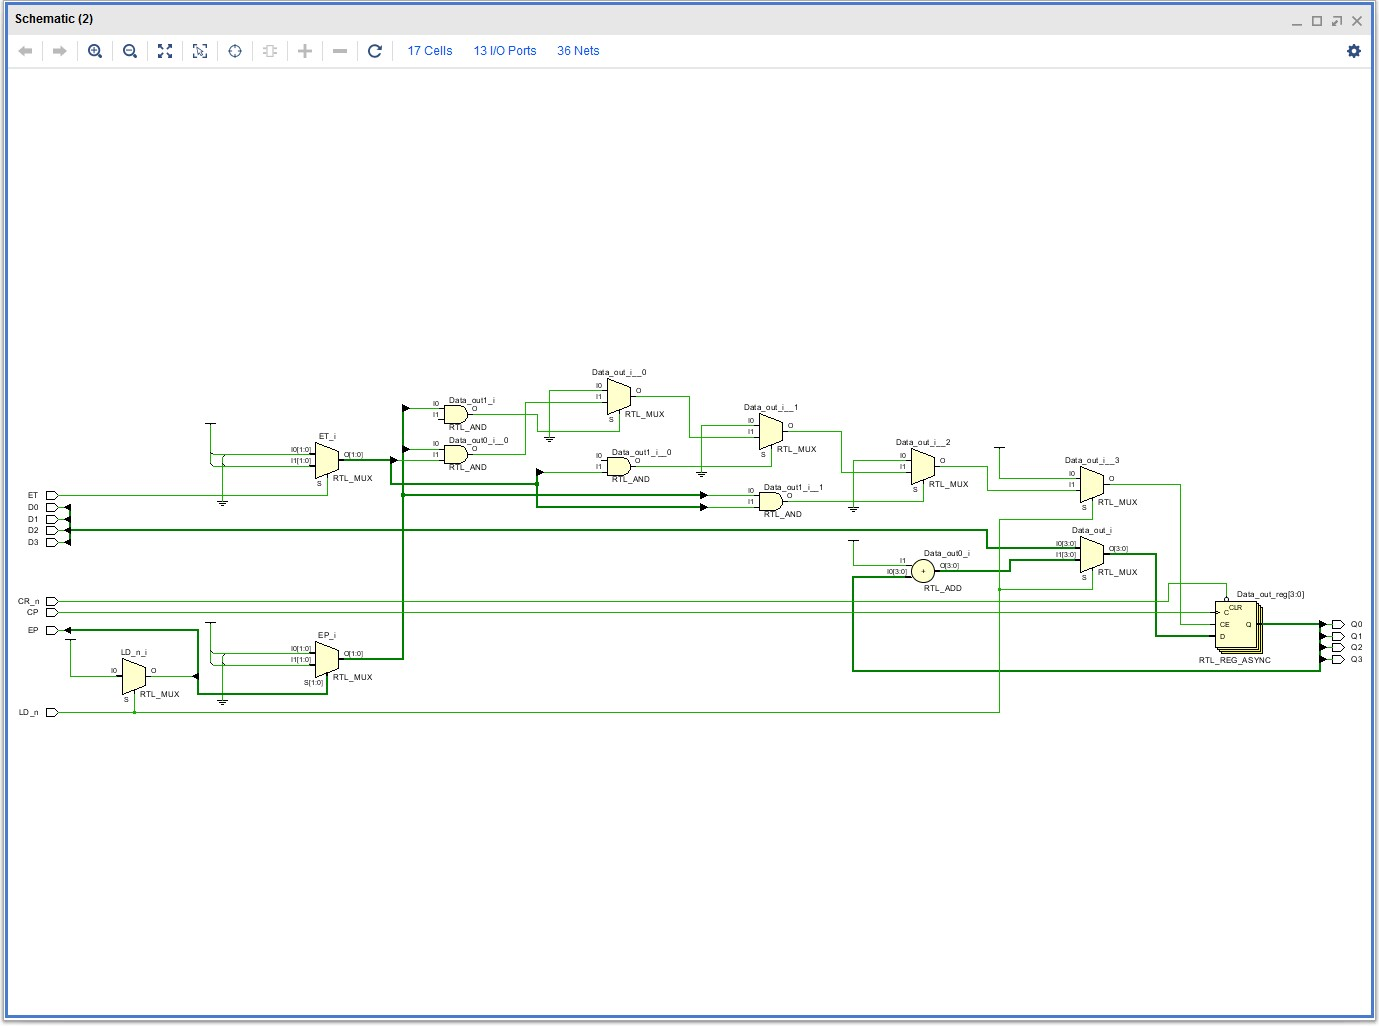 Schematic (2)
17 Cells 13 I/O Ports 36 Nets
Data_out_i__0
I0
I1 O
S RTL_MUX
Data_out1_i
I0
I1 O
RTL_AND
Data_out0_i__0
I0
I1 O
RTL_AND
Data_out_i__1
I0
I1 O
S RTL_MUX
ET_i
I0[1:0]
I1[1:0] O[1:0]
S RTL_MUX
Data_out1_i__0
I0
I1 O
RTL_AND
Data_out_i__2
I0
I1 O
S RTL_MUX
Data_out_i__3
I0
I1 O
S RTL_MUX
Data_out1_i__1
I0
I1 O
RTL_AND
ET
D0
D1
D2
D3
Data_out_i
I0[3:0]
I1[3:0] O[3:0]
S RTL_MUX
Data_out0_i
I1
I0[3:0] + O[3:0]
RTL_ADD
CR_n
CP
EP
Data_out_reg[3:0]
CLR
C
CE Q
D
RTL_REG_ASYNC
Q0
Q1
Q2
Q3
EP_i
I0[1:0]
I1[1:0] O[1:0]
S[1:0] RTL_MUX
LD_n_i
I0 O
S RTL_MUX
LD_n